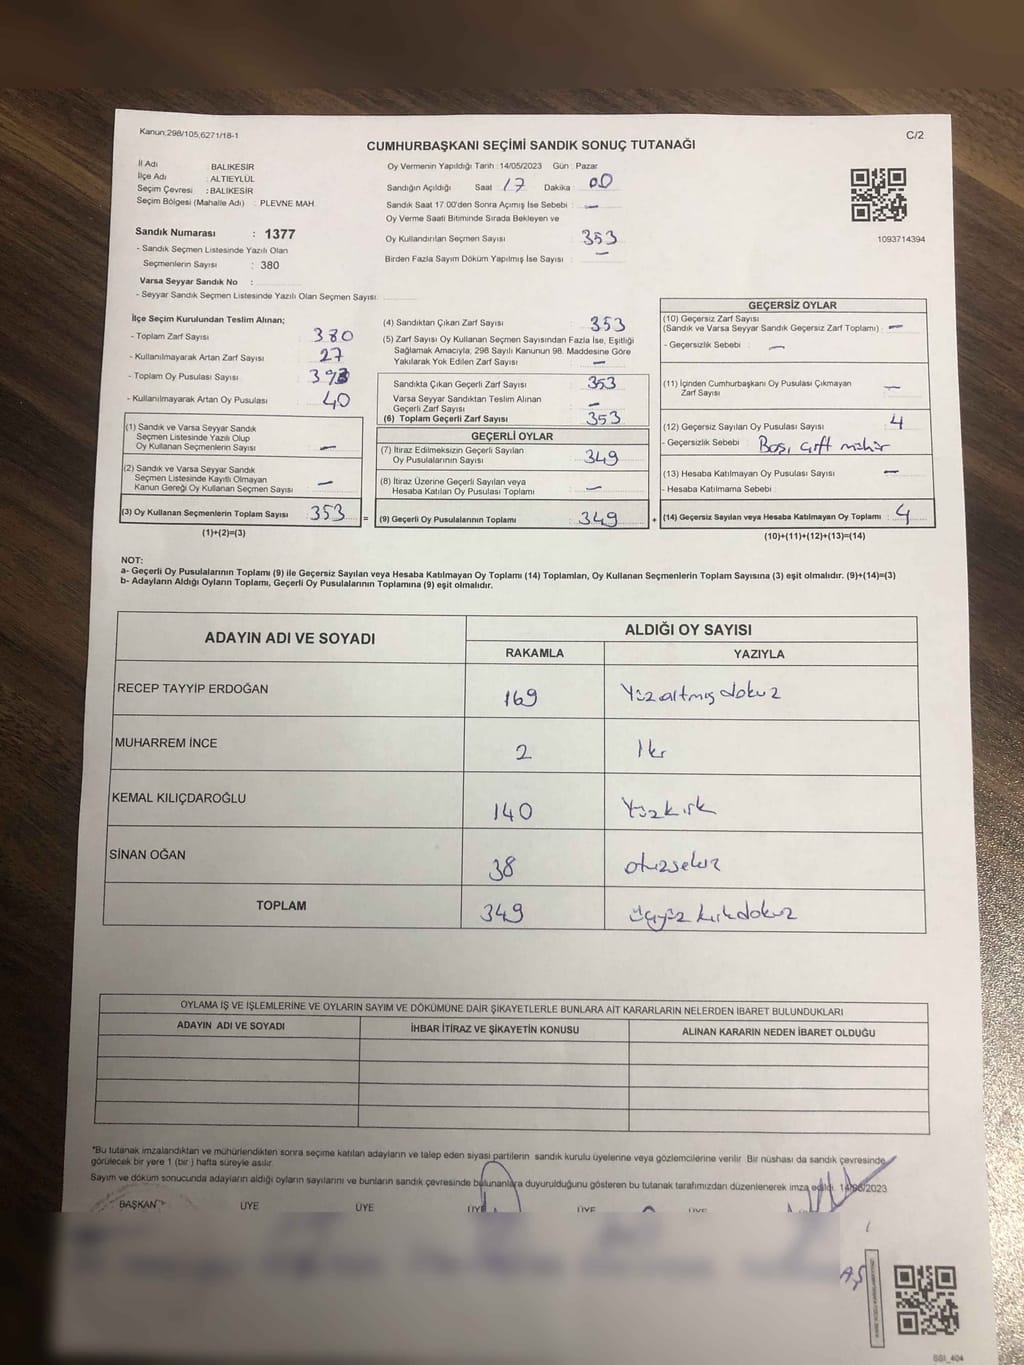 Kanun;298/105,6271/18-1
C/2
CUMHURBAŞKANI SEÇİMİ SANDIK SONUÇ TUTANAĞI
İl Adı BALIKESİR
İlçe Adı : ALTIEYLÜL
Seçim Çevresi : BALIKESİR
Seçim Bölgesi (Mahalle Adı) : PLEVNE MAH.
Oy Vermenin Yapıldığı Tarih :14/05/2023 Gün : Pazar
Sandığın Açıldığı Saat 17 Dakika : 00
Sandık Saat 17.00'den Sonra Açımış İse Sebebi : —
Oy Verme Saati Bitiminde Sırada Bekleyen ve
Oy Kullandırılan Seçmen Sayısı 353
Birden Fazla Sayım Döküm Yapılmış İse Sayısı : —
1093714394
Sandık Numarası : 1377
- Sandık Seçmen Listesinde Yazılı Olan
Seçmenlerin Sayısı : 380
Varsa Seyyar Sandık No :
- Seyyar Sandık Seçmen Listesinde Yazılı Olan Seçmen Sayısı:
İlçe Seçim Kurulundan Teslim Alınan;
- Toplam Zarf Sayısı 380
- Kullanılmayarak Artan Zarf Sayısı : 27
- Toplam Oy Pusulası Sayısı 393
- Kullanılmayarak Artan Oy Pusulası : 40
(1) Sandık ve Varsa Seyyar Sandık
Seçmen Listesinde Yazılı Olup
Oy Kullanan Seçmenlerin Sayısı : —
(2) Sandık ve Varsa Seyyar Sandık
Seçmen Listesinde Kayıtlı Olmayan
Kanun Gereği Oy Kullanan Seçmen Sayısı : —
(3) Oy Kullanan Seçmenlerin Toplam Sayısı : 353
(1)+(2)=(3)
=
(4) Sandıktan Çıkan Zarf Sayısı : 353
(5) Zarf Sayısı Oy Kullanan Seçmen Sayısından Fazla İse, Eşitliği
Sağlamak Amacıyla; 298 Sayılı Kanunun 98. Maddesine Göre
Yakılarak Yok Edilen Zarf Sayısı : —
Sandıkta Çıkan Geçerli Zarf Sayısı : 353
Varsa Seyyar Sandıktan Teslim Alınan
Geçerli Zarf Sayısı : —
(6) Toplam Geçerli Zarf Sayısı : 353
GEÇERLİ OYLAR
(7) İtiraz Edilmeksizin Geçerli Sayılan
Oy Pusulalarının Sayısı : 349
(8) İtiraz Üzerine Geçerli Sayılan veya
Hesaba Katılan Oy Pusulası Toplamı : —
(9) Geçerli Oy Pusulalarının Toplamı : 349
+
GEÇERSİZ OYLAR
(10) Geçersiz Zarf Sayısı
(Sandık ve Varsa Seyyar Sandık Geçersiz Zarf Toplamı) : —
- Geçersizlik Sebebi : —
(11) İçinden Cumhurbaşkanı Oy Pusulası Çıkmayan
Zarf Sayısı : —
(12) Geçersiz Sayılan Oy Pusulası Sayısı : 4
- Geçersizlik Sebebi : Boş, çift mühür
(13) Hesaba Katılmayan Oy Pusulası Sayısı : —
- Hesaba Katılmama Sebebi :
(14) Geçersiz Sayılan veya Hesaba Katılmayan Oy Toplamı : 4
(10)+(11)+(12)+(13)=(14)
NOT:
a- Geçerli Oy Pusulalarının Toplamı (9) ile Geçersiz Sayılan veya Hesaba Katılmayan Oy Toplamı (14) Toplamları, Oy Kullanan Seçmenlerin Toplam Sayısına (3) eşit olmalıdır. (9)+(14)=(3)
b- Adayların Aldığı Oyların Toplamı, Geçerli Oy Pusulalarının Toplamına (9) eşit olmalıdır.
ADAYIN ADI VE SOYADI
ALDIĞI OY SAYISI
RAKAMLA YAZIYLA
RECEP TAYYİP ERDOĞAN 169 Yüzaltmış dokuz
MUHARREM İNCE 2 İki
KEMAL KILIÇDAROĞLU 140 Yüzkırk
SİNAN OĞAN 38 otuzsekiz
TOPLAM 349 üçyüz kırkdokuz
OYLAMA İŞ VE İŞLEMLERİNE VE OYLARIN SAYIM VE DÖKÜMÜNE DAİR ŞİKAYETLERLE BUNLARA AİT KARARLARIN NELERDEN İBARET BULUNDUKLARI
ADAYIN ADI VE SOYADI İHBAR İTİRAZ VE ŞİKAYETİN KONUSU ALINAN KARARIN NEDEN İBARET OLDUĞU
*Bu tutanak imzalandıktan ve mühürlendikten sonra seçime katılan adayların ve talep eden siyasi partilerin sandık kurulu üyelerine veya gözlemcilerine verilir. Bir nüshası da sandık çevresinde
görülecek bir yere 1 (bir ) hafta süreyle asılır.
Sayım ve döküm sonucunda adayların aldığı oyların sayılarını ve bunların sandık çevresinde bulunanlara duyurulduğunu gösteren bu tutanak tarafımızdan düzenlenerek imza edildi. 14/05/2023
BAŞKAN ÜYE ÜYE ÜYE ÜYE ÜYE
AŞ